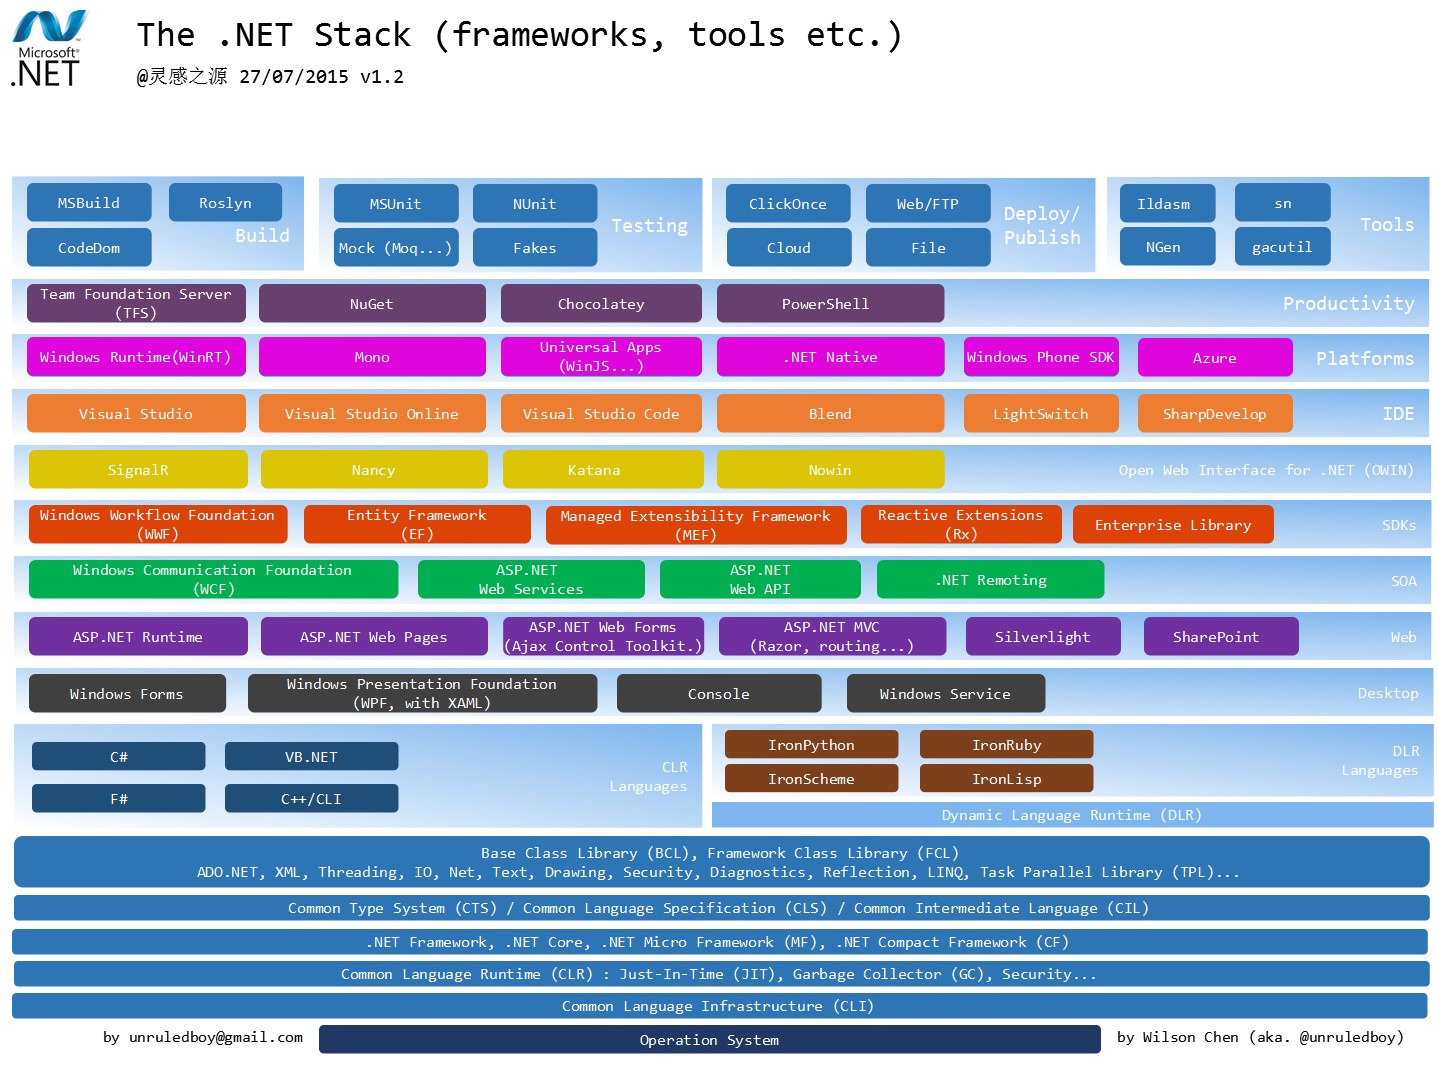 Microsoft®
.NET
The .NET Stack (frameworks, tools etc.)
@灵感之源 27/07/2015 v1.2
MSBuild
Roslyn
CodeDom
Build
MSUnit
NUnit
Mock (Moq...)
Fakes
Testing
ClickOnce
Web/FTP
Cloud
File
Deploy/
Publish
Ildasm
sn
NGen
gacutil
Tools
Team Foundation Server
(TFS)
NuGet
Chocolatey
PowerShell
Productivity
Windows Runtime(WinRT)
Mono
Universal Apps
(WinJS...)
.NET Native
Windows Phone SDK
Azure
Platforms
Visual Studio
Visual Studio Online
Visual Studio Code
Blend
LightSwitch
SharpDevelop
IDE
SignalR
Nancy
Katana
Nowin
Open Web Interface for .NET (OWIN)
Windows Workflow Foundation
(WWF)
Entity Framework
(EF)
Managed Extensibility Framework
(MEF)
Reactive Extensions
(Rx)
Enterprise Library
SDKs
Windows Communication Foundation
(WCF)
ASP.NET
Web Services
ASP.NET
Web API
.NET Remoting
SOA
ASP.NET Runtime
ASP.NET Web Pages
ASP.NET Web Forms
(Ajax Control Toolkit.)
ASP.NET MVC
(Razor, routing...)
Silverlight
SharePoint
Web
Windows Forms
Windows Presentation Foundation
(WPF, with XAML)
Console
Windows Service
Desktop
C#
VB.NET
F#
C++/CLI
CLR
Languages
IronPython
IronRuby
IronScheme
IronLisp
DLR
Languages
Dynamic Language Runtime (DLR)
Base Class Library (BCL), Framework Class Library (FCL)
ADO.NET, XML, Threading, IO, Net, Text, Drawing, Security, Diagnostics, Reflection, LINQ, Task Parallel Library (TPL)...
Common Type System (CTS) / Common Language Specification (CLS) / Common Intermediate Language (CIL)
.NET Framework, .NET Core, .NET Micro Framework (MF), .NET Compact Framework (CF)
Common Language Runtime (CLR) : Just-In-Time (JIT), Garbage Collector (GC), Security...
Common Language Infrastructure (CLI)
by unruledboy@gmail.com
Operation System
by Wilson Chen (aka. @unruledboy)